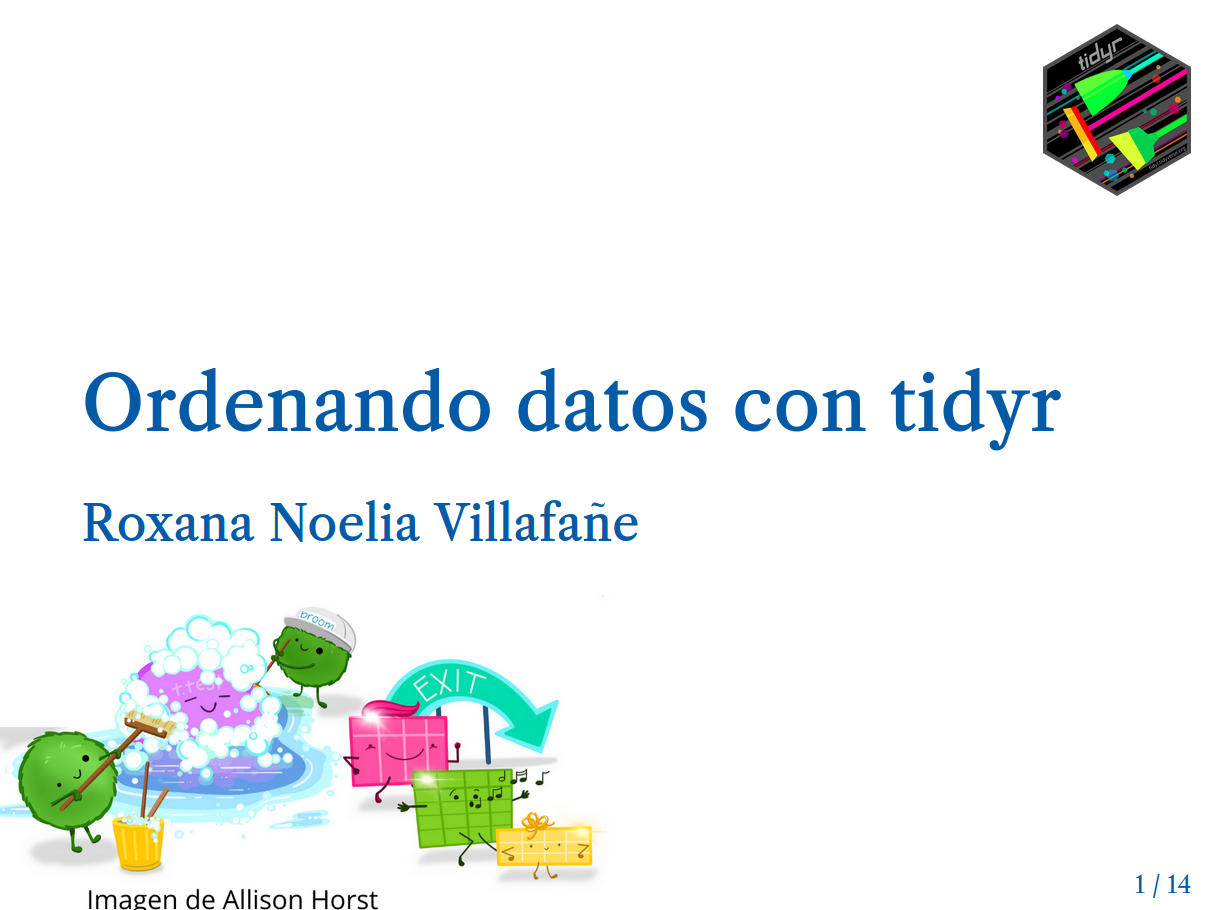 tidyr
Ordenando datos con tidyr
Roxana Noelia Villafañe
broom
t.test
EXIT
Imagen de Allison Horst
1 / 14